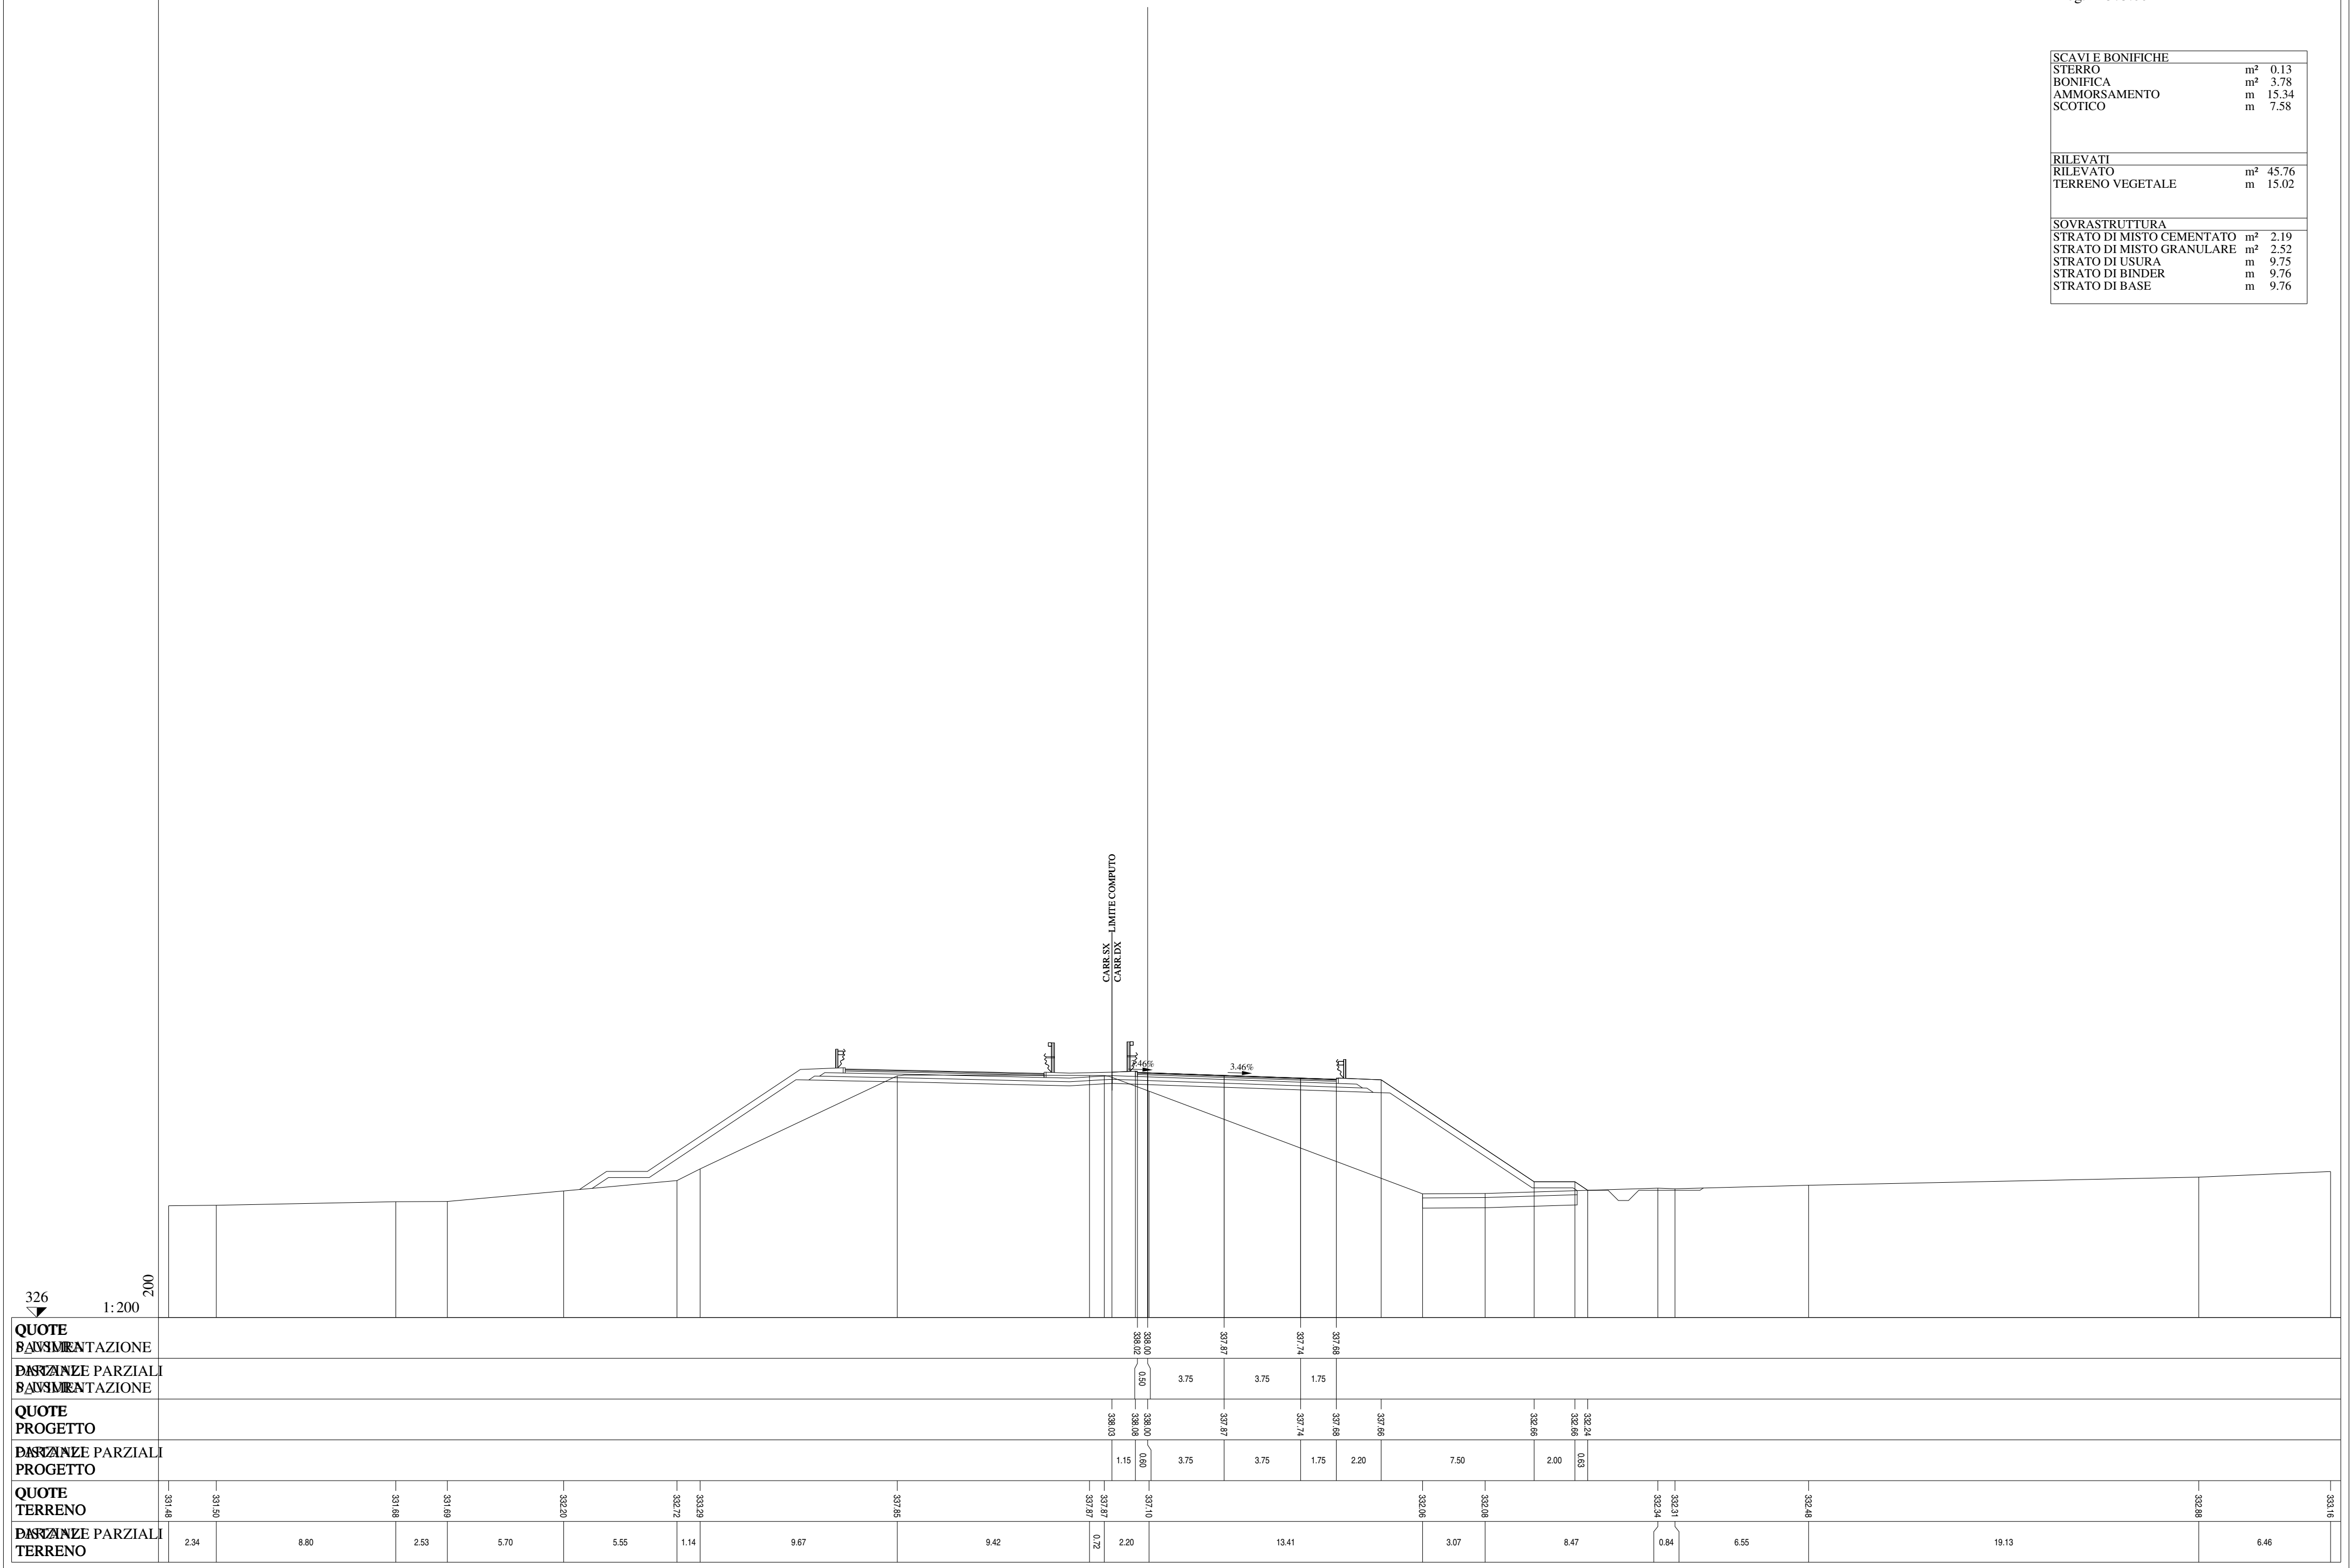 SCAVI E BONIFICHE
STERRO m² 0.13
BONIFICA m² 3.78
AMMORSAMENTO m 15.34
SCOTICO m 7.58
RILEVATI
RILEVATO m² 45.76
TERRENO VEGETALE m 15.02
SOVRASTRUTTURA
STRATO DI MISTO CEMENTATO m² 2.19
STRATO DI MISTO GRANULARE m² 2.52
STRATO DI USURA m 9.75
STRATO DI BINDER m 9.76
STRATO DI BASE m 9.76
LIMITE COMPUTO
CARR.SX
CARR.DX
3.46%
200
326
1:200
QUOTE
338.02 338.00 337.87 337.74 337.68
PARZIALI
0.50 3.75 3.75 1.75
QUOTE
PROGETTO
338.03 338.08 338.00 337.87 337.74 337.68 337.66 332.66 332.66 332.24
PARZIALI
PROGETTO
1.15 0.60 3.75 3.75 1.75 2.20 7.50 2.00 0.63
QUOTE
TERRENO
331.48 331.50 331.68 331.69 332.20 332.72 333.29 337.85 337.87 337.87 337.10 332.06 332.08 332.34 332.31 332.48 332.88 333.16
PARZIALI
TERRENO
2.34 8.80 2.53 5.70 5.55 1.14 9.67 9.42 0.72 2.20 13.41 3.07 8.47 0.84 6.55 19.13 6.46